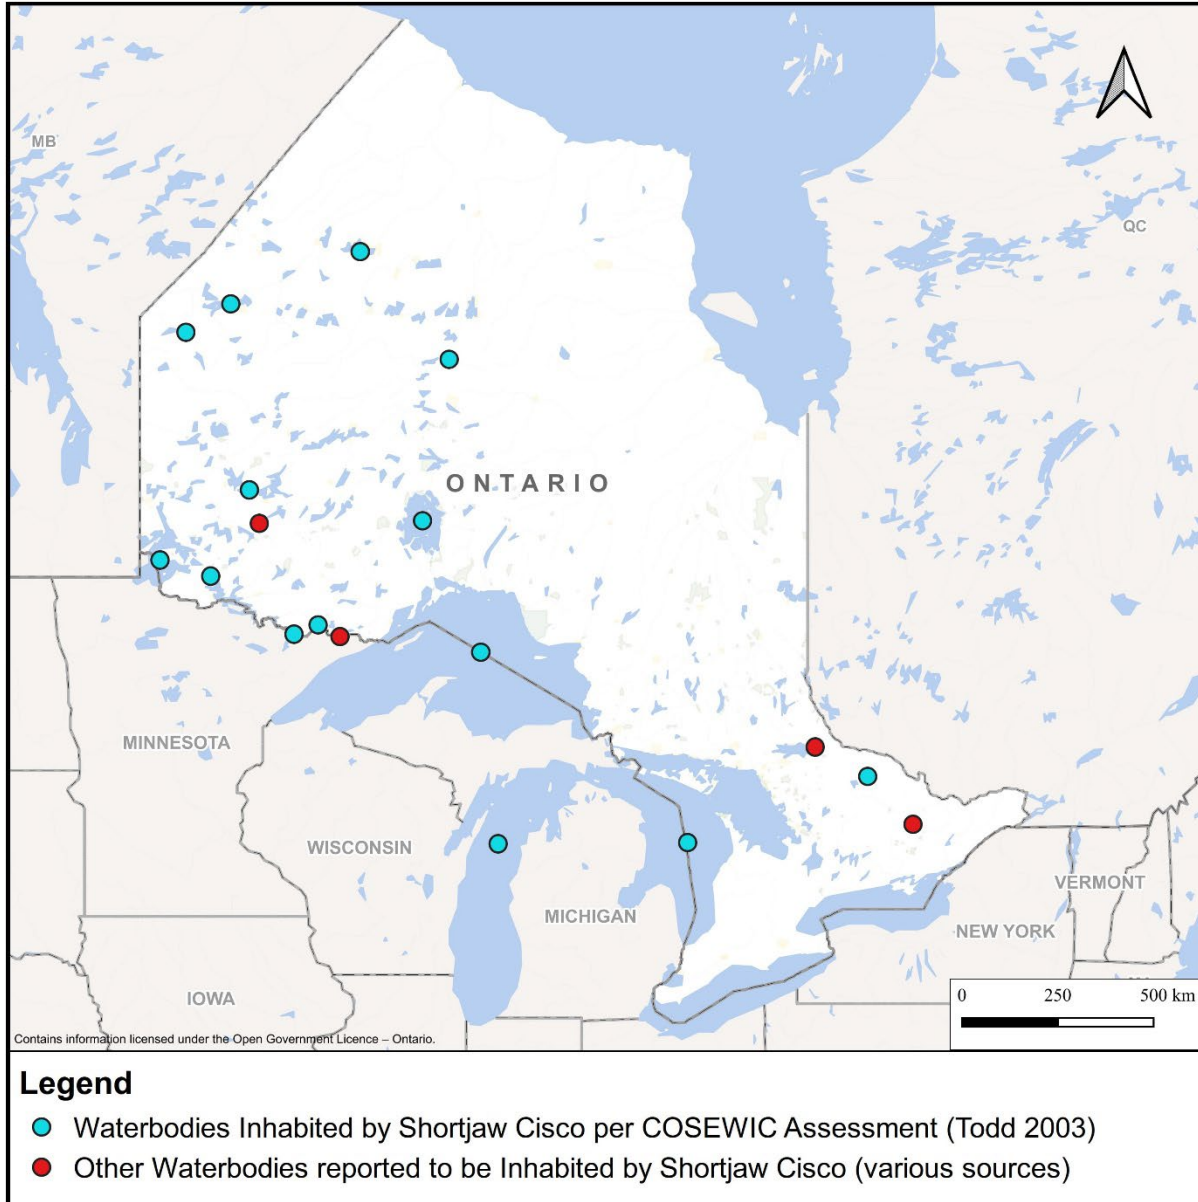 MB
QC
ONTARIO
MINNESOTA
WISCONSIN
MICHIGAN
VERMONT
NEW YORK
IOWA
0 250 500 km
Contains information licensed under the Open Government Licence – Ontario.
Legend
Waterbodies Inhabited by Shortjaw Cisco per COSEWIC Assessment (Todd 2003)
Other Waterbodies reported to be Inhabited by Shortjaw Cisco (various sources)